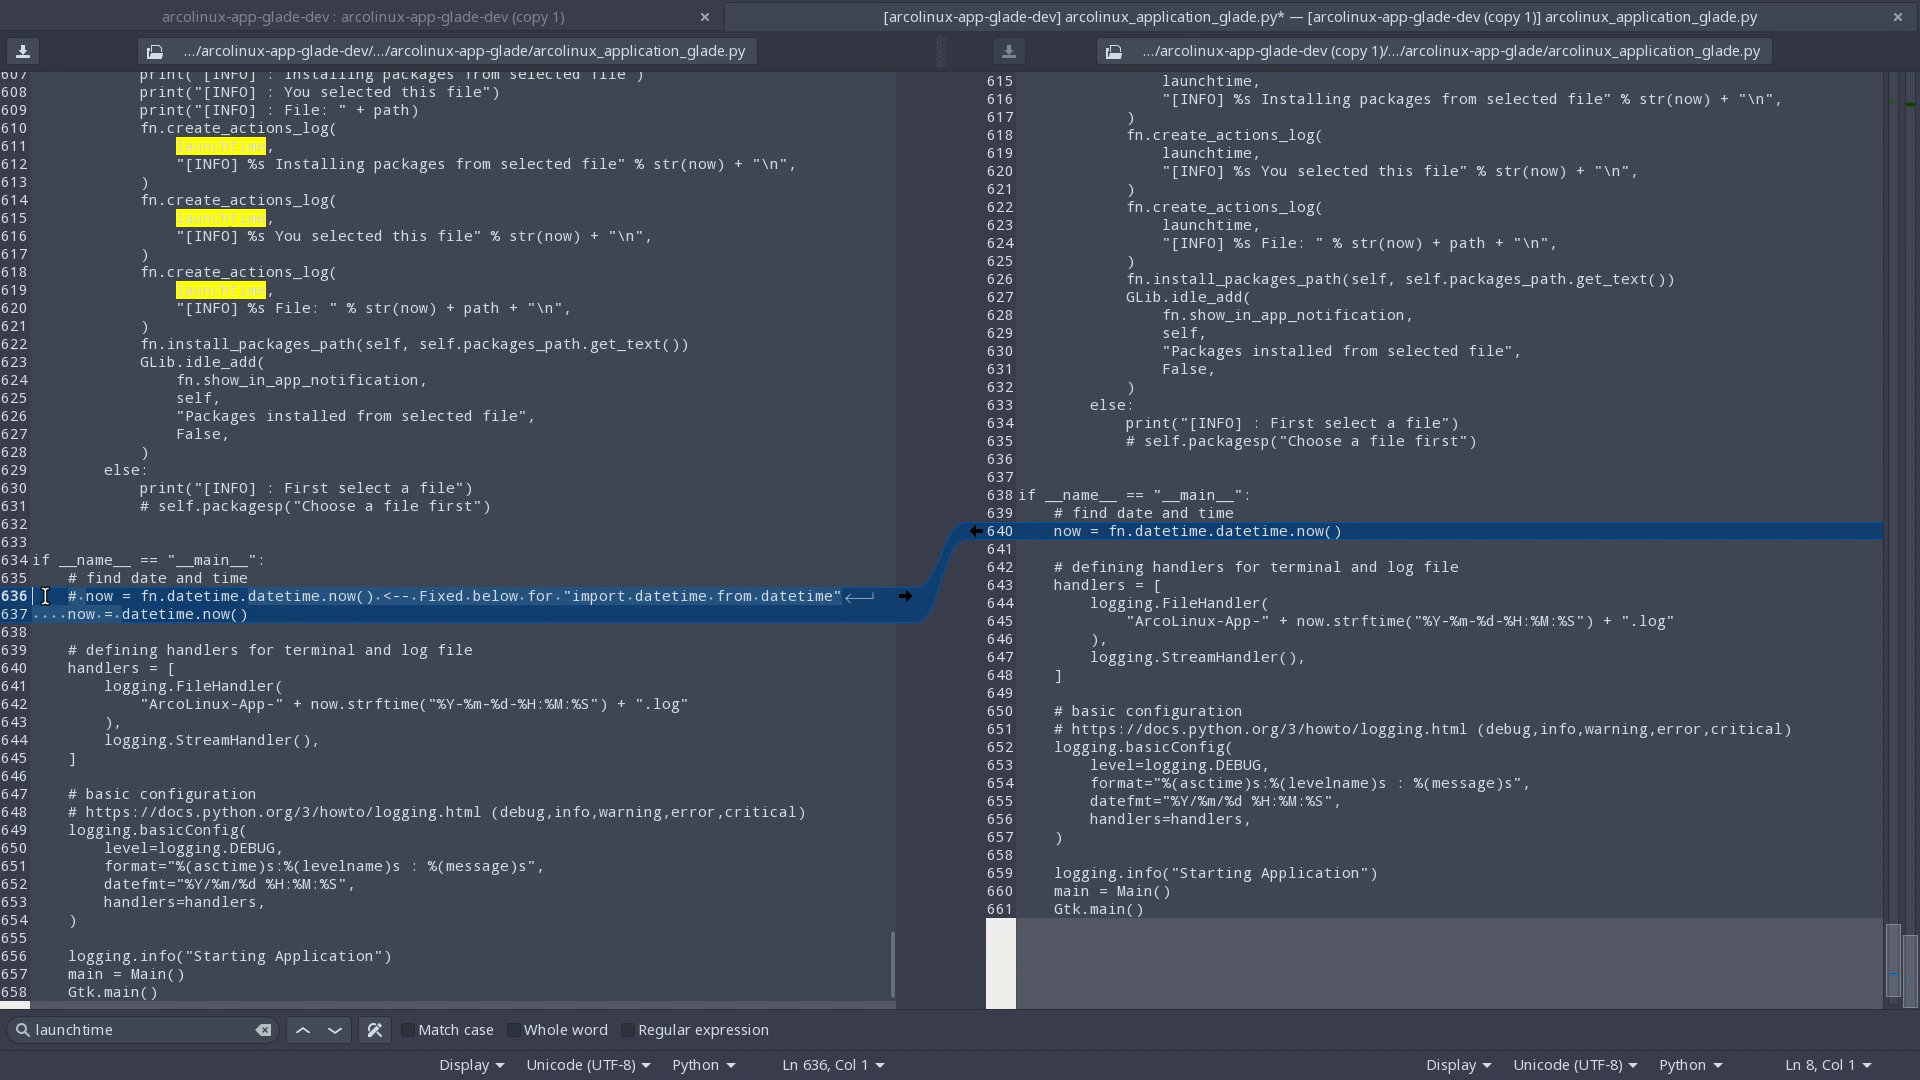 arcolinux-app-glade-dev : arcolinux-app-glade-dev (copy 1)
[arcolinux-app-glade-dev] arcolinux_application_glade.py* — [arcolinux-app-glade-dev (copy 1)] arcolinux_application_glade.py
.../arcolinux-app-glade-dev/.../arcolinux-app-glade/arcolinux_application_glade.py
.../arcolinux-app-glade-dev (copy 1)/.../arcolinux-app-glade/arcolinux_application_glade.py
607 print("[INFO] : Installing packages from selected file")
608 print("[INFO] : You selected this file")
609 print("[INFO] : File: " + path)
610 fn.create_actions_log(
611 launchtime,
612 "[INFO] %s Installing packages from selected file" % str(now) + "\n",
613 )
614 fn.create_actions_log(
615 launchtime,
616 "[INFO] %s You selected this file" % str(now) + "\n",
617 )
618 fn.create_actions_log(
619 launchtime,
620 "[INFO] %s File: " % str(now) + path + "\n",
621 )
622 fn.install_packages_path(self, self.packages_path.get_text())
623 GLib.idle_add(
624 fn.show_in_app_notification,
625 self,
626 "Packages installed from selected file",
627 False,
628 )
629 else:
630 print("[INFO] : First select a file")
631 # self.packagesp("Choose a file first")
632
633
634 if __name__ == "__main__":
635 # find date and time
636 # now = fn.datetime.datetime.now() <-- Fixed below for "import datetime from datetime"
637 now = datetime.now()
638
639 # defining handlers for terminal and log file
640 handlers = [
641 logging.FileHandler(
642 "ArcoLinux-App-" + now.strftime("%Y-%m-%d-%H:%M:%S") + ".log"
643 ),
644 logging.StreamHandler(),
645 ]
646
647 # basic configuration
648 # https://docs.python.org/3/howto/logging.html (debug,info,warning,error,critical)
649 logging.basicConfig(
650 level=logging.DEBUG,
651 format="%(asctime)s:%(levelname)s : %(message)s",
652 datefmt="%Y/%m/%d %H:%M:%S",
653 handlers=handlers,
654 )
655
656 logging.info("Starting Application")
657 main = Main()
658 Gtk.main()
615 launchtime,
616 "[INFO] %s Installing packages from selected file" % str(now) + "\n",
617 )
618 fn.create_actions_log(
619 launchtime,
620 "[INFO] %s You selected this file" % str(now) + "\n",
621 )
622 fn.create_actions_log(
623 launchtime,
624 "[INFO] %s File: " % str(now) + path + "\n",
625 )
626 fn.install_packages_path(self, self.packages_path.get_text())
627 GLib.idle_add(
628 fn.show_in_app_notification,
629 self,
630 "Packages installed from selected file",
631 False,
632 )
633 else:
634 print("[INFO] : First select a file")
635 # self.packagesp("Choose a file first")
636
637
638 if __name__ == "__main__":
639 # find date and time
640 now = fn.datetime.datetime.now()
641
642 # defining handlers for terminal and log file
643 handlers = [
644 logging.FileHandler(
645 "ArcoLinux-App-" + now.strftime("%Y-%m-%d-%H:%M:%S") + ".log"
646 ),
647 logging.StreamHandler(),
648 ]
649
650 # basic configuration
651 # https://docs.python.org/3/howto/logging.html (debug,info,warning,error,critical)
652 logging.basicConfig(
653 level=logging.DEBUG,
654 format="%(asctime)s:%(levelname)s : %(message)s",
655 datefmt="%Y/%m/%d %H:%M:%S",
656 handlers=handlers,
657 )
658
659 logging.info("Starting Application")
660 main = Main()
661 Gtk.main()
launchtime
Match case Whole word Regular expression
Display Unicode (UTF-8) Python Ln 636, Col 1
Display Unicode (UTF-8) Python Ln 8, Col 1